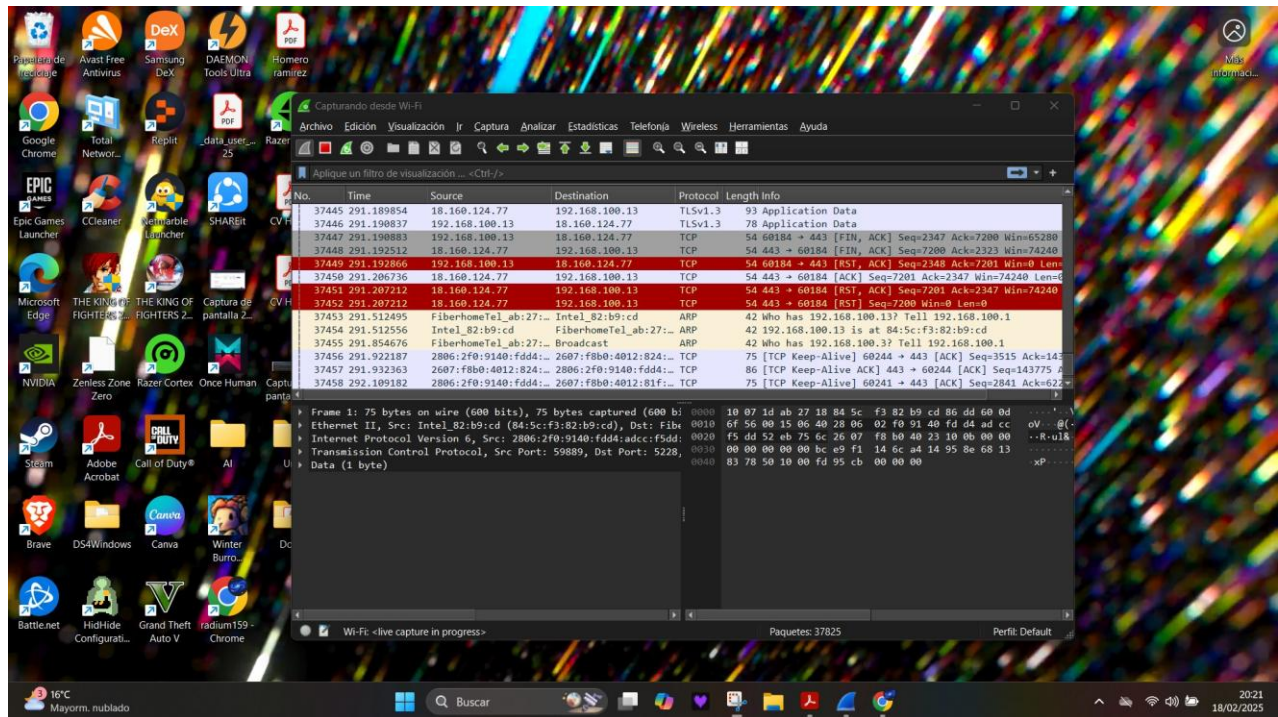 Papelera de reciclaje
Avast Free Antivirus
Samsung DeX
DAEMON Tools Ultra
Homero ramirez
Más informaci...
Google Chrome
Total Networ...
Replit
_data_user_... 25
Razer
Epic Games Launcher
CCleaner
Netmarble Launcher
SHAREit
CV H
Microsoft Edge
THE KING OF FIGHTERS 2...
THE KING OF FIGHTERS 2...
Captura de pantalla 2...
CV H
NVIDIA
Zenless Zone Zero
Razer Cortex
Once Human
Captu panta
Steam
Adobe Acrobat
Call of Duty®
AI
Brave
DS4Windows
Canva
Winter Burro...
Battle.net
HidHide Configurati...
Grand Theft Auto V
radium159 - Chrome
Capturando desde Wi-Fi
Archivo Edición Visualización Ir Captura Analizar Estadísticas Telefonía Wireless Herramientas Ayuda
Aplique un filtro de visualización ... <Ctrl-/>
No. Time Source Destination Protocol Length Info
37445 291.189854 18.160.124.77 192.168.100.13 TLSv1.3 93 Application Data
37446 291.190837 192.168.100.13 18.160.124.77 TLSv1.3 78 Application Data
37447 291.190883 192.168.100.13 18.160.124.77 TCP 54 60184 → 443 [FIN, ACK] Seq=2347 Ack=7200 Win=65280
37448 291.192512 18.160.124.77 192.168.100.13 TCP 54 443 → 60184 [FIN, ACK] Seq=7200 Ack=2323 Win=74240
37449 291.192866 192.168.100.13 18.160.124.77 TCP 54 60184 → 443 [RST, ACK] Seq=2348 Ack=7201 Win=0 Len=
37450 291.206736 18.160.124.77 192.168.100.13 TCP 54 443 → 60184 [ACK] Seq=7201 Ack=2347 Win=74240 Len=0
37451 291.207212 18.160.124.77 192.168.100.13 TCP 54 443 → 60184 [RST, ACK] Seq=7201 Ack=2347 Win=74240
37452 291.207212 18.160.124.77 192.168.100.13 TCP 54 443 → 60184 [RST] Seq=7200 Win=0 Len=0
37453 291.512495 FiberhomeTel_ab:27:... Intel_82:b9:cd ARP 42 Who has 192.168.100.13? Tell 192.168.100.1
37454 291.512556 Intel_82:b9:cd FiberhomeTel_ab:27:... ARP 42 192.168.100.13 is at 84:5c:f3:82:b9:cd
37455 291.854676 FiberhomeTel_ab:27:... Broadcast ARP 42 Who has 192.168.100.3? Tell 192.168.100.1
37456 291.922187 2806:2f0:9140:fdd4:... 2607:f8b0:4012:824:... TCP 75 [TCP Keep-Alive] 60244 → 443 [ACK] Seq=3515 Ack=143
37457 291.932363 2607:f8b0:4012:824:... 2806:2f0:9140:fdd4:... TCP 86 [TCP Keep-Alive ACK] 443 → 60244 [ACK] Seq=143775 A
37458 292.109182 2806:2f0:9140:fdd4:... 2607:f8b0:4012:81f:... TCP 75 [TCP Keep-Alive] 60241 → 443 [ACK] Seq=2841 Ack=622
Frame 1: 75 bytes on wire (600 bits), 75 bytes captured (600 bi
Ethernet II, Src: Intel_82:b9:cd (84:5c:f3:82:b9:cd), Dst: Fibe
Internet Protocol Version 6, Src: 2806:2f0:9140:fdd4:adcc:f5dd:
Transmission Control Protocol, Src Port: 59889, Dst Port: 5228,
Data (1 byte)
0000 10 07 1d ab 27 18 84 5c f3 82 b9 cd 86 dd 60 0d ····'··\
0010 6f 56 00 15 06 40 28 06 02 f0 91 40 fd d4 ad cc oV···@(·
0020 f5 dd 52 eb 75 6c 26 07 f8 b0 40 23 10 0b 00 00 ··R·ul&
0030 00 00 00 00 00 bc e9 f1 14 6c a4 14 95 8e 68 13 ········
0040 83 78 50 10 00 fd 95 cb 00 00 00 ·xP·····
Wi-Fi: <live capture in progress> Paquetes: 37825 Perfil: Default
3
16°C
Mayorm. nublado
Buscar
20:21
18/02/2025